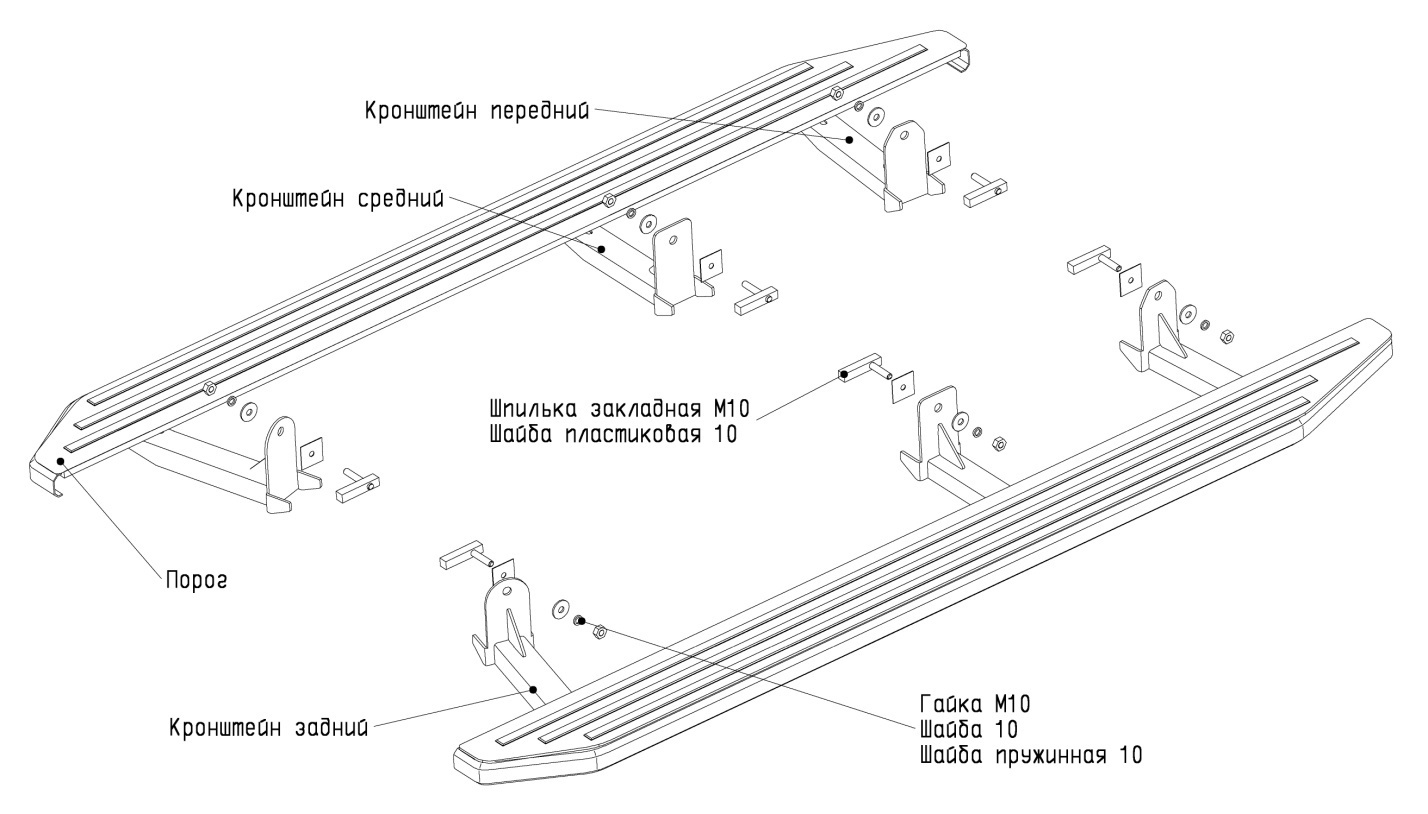 Кронштейн передний
Кронштейн средний
Шпилька закладная М10
Шайба пластиковая 10
Порог
Кронштейн задний
Гайка М10
Шайба 10
Шайба пружинная 10